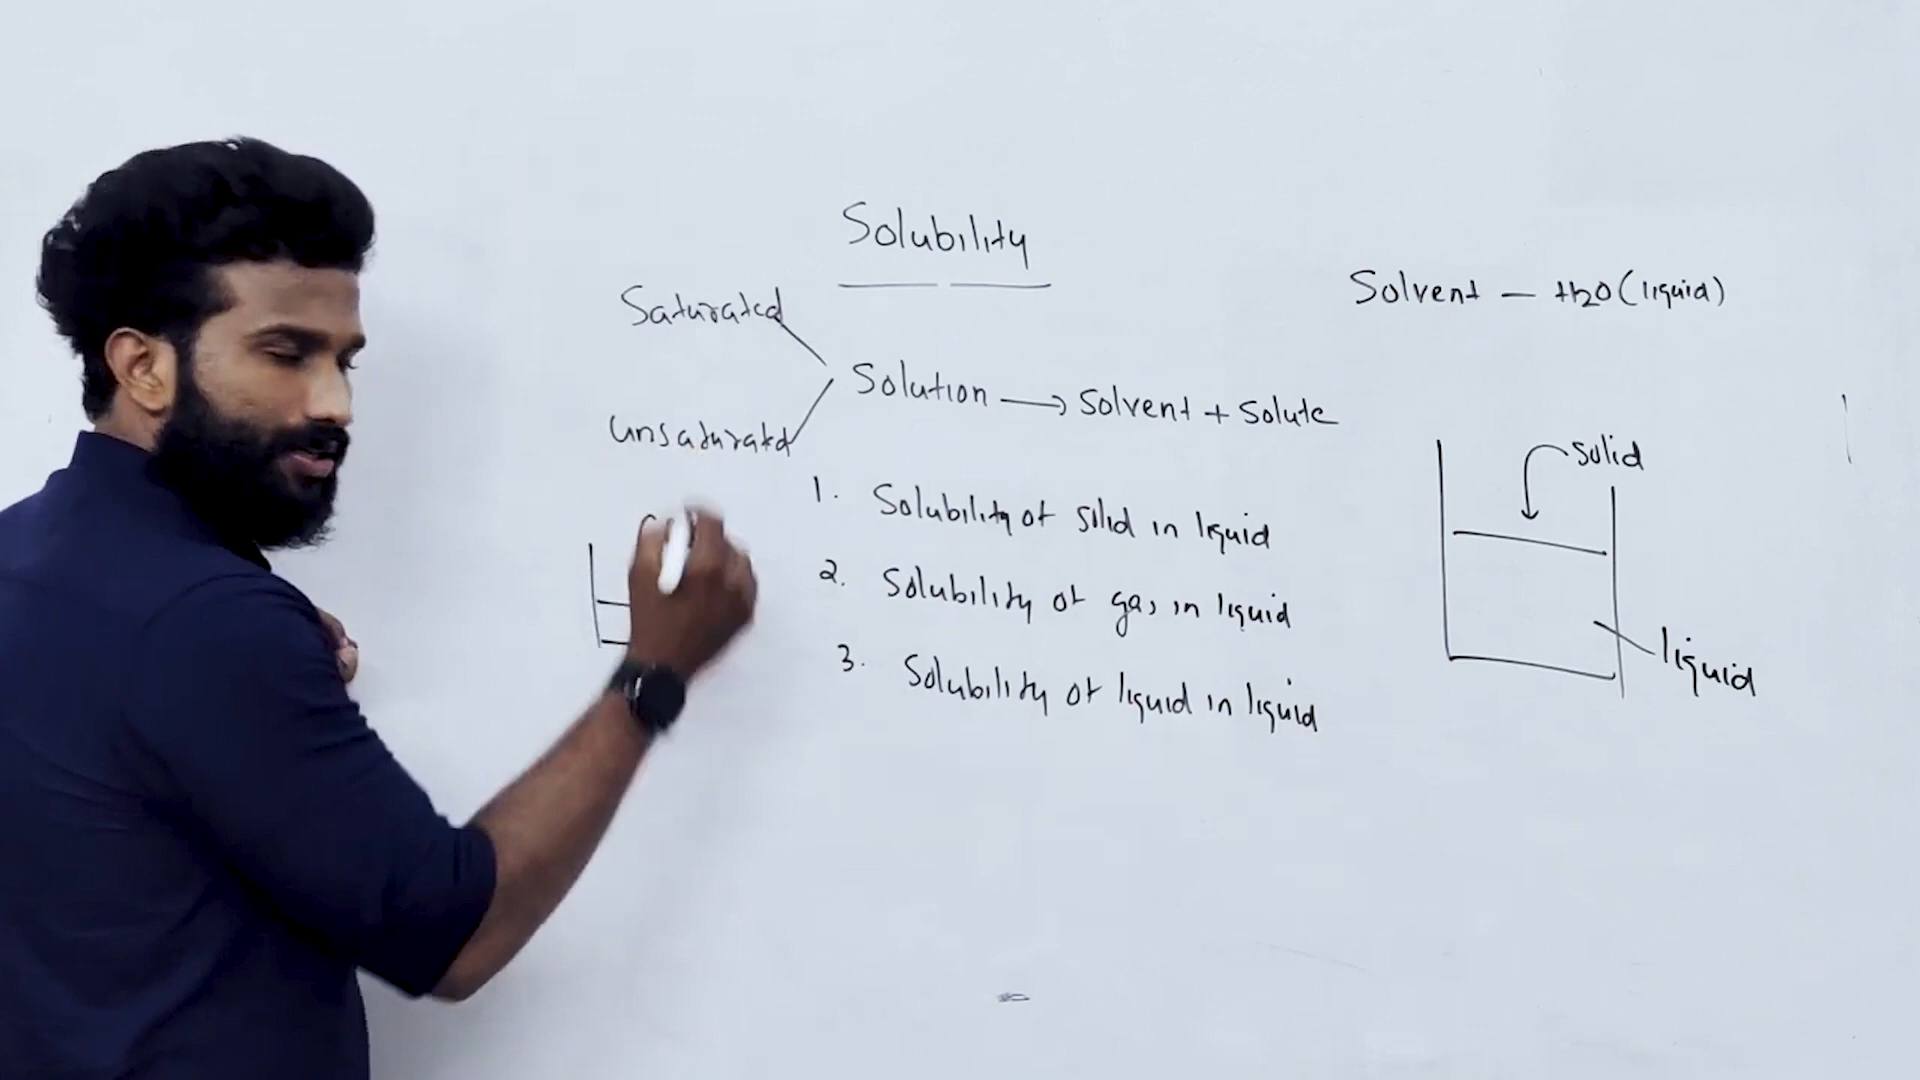 Solubility
Saturated
Solvent — H2O (liquid)
Solution → Solvent + Solute
Unsaturated
solid
1. Solubility of solid in liquid
2. Solubility of gas in liquid
liquid
3. Solubility of liquid in liquid